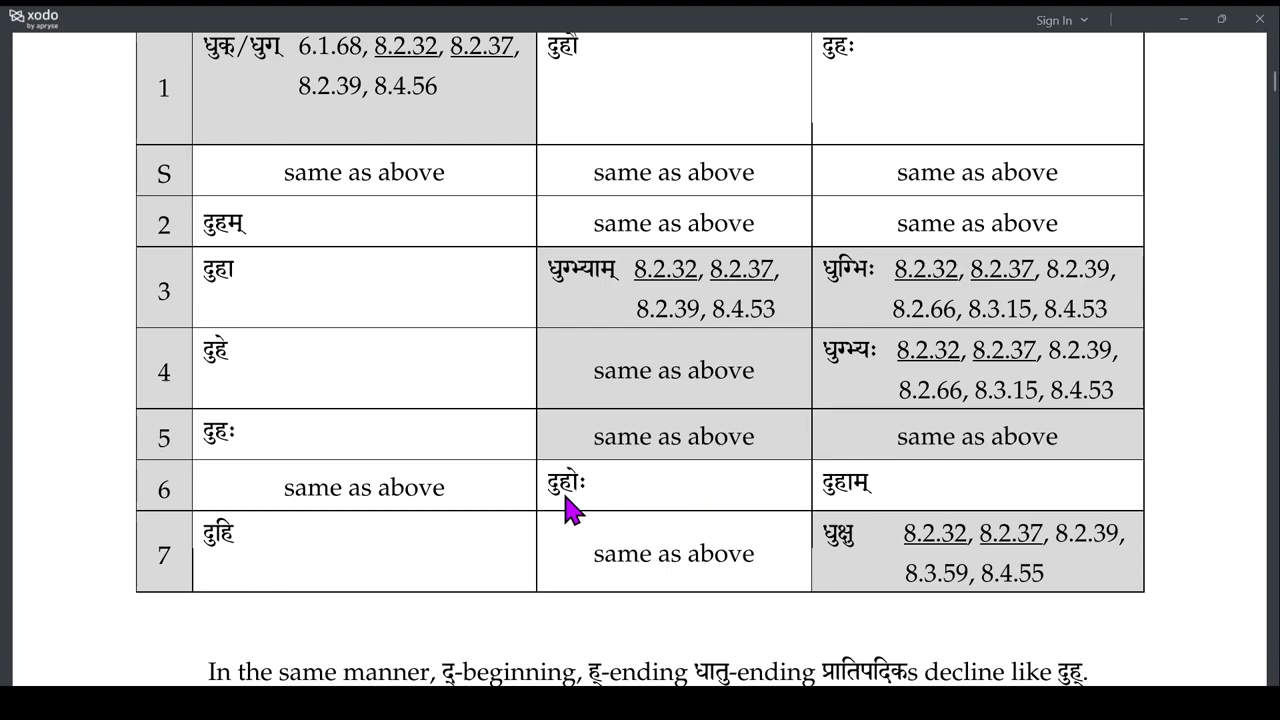 xodo
by apryse
Sign In
1 धुक्/धुग् 6.1.68, 8.2.32, 8.2.37, 8.2.39, 8.4.56 दुहौ दुहः
S same as above same as above same as above
2 दुहम् same as above same as above
3 दुहा धुग्भ्याम् 8.2.32, 8.2.37, 8.2.39, 8.4.53 धुग्भिः 8.2.32, 8.2.37, 8.2.39, 8.2.66, 8.3.15, 8.4.53
4 दुहे same as above धुग्भ्यः 8.2.32, 8.2.37, 8.2.39, 8.2.66, 8.3.15, 8.4.53
5 दुहः same as above same as above
6 same as above दुहोः दुहाम्
7 दुहि same as above धुक्षु 8.2.32, 8.2.37, 8.2.39, 8.3.59, 8.4.55
In the same manner, द्-beginning, ह्-ending धातु-ending प्रातिपदिकs decline like दुह्.